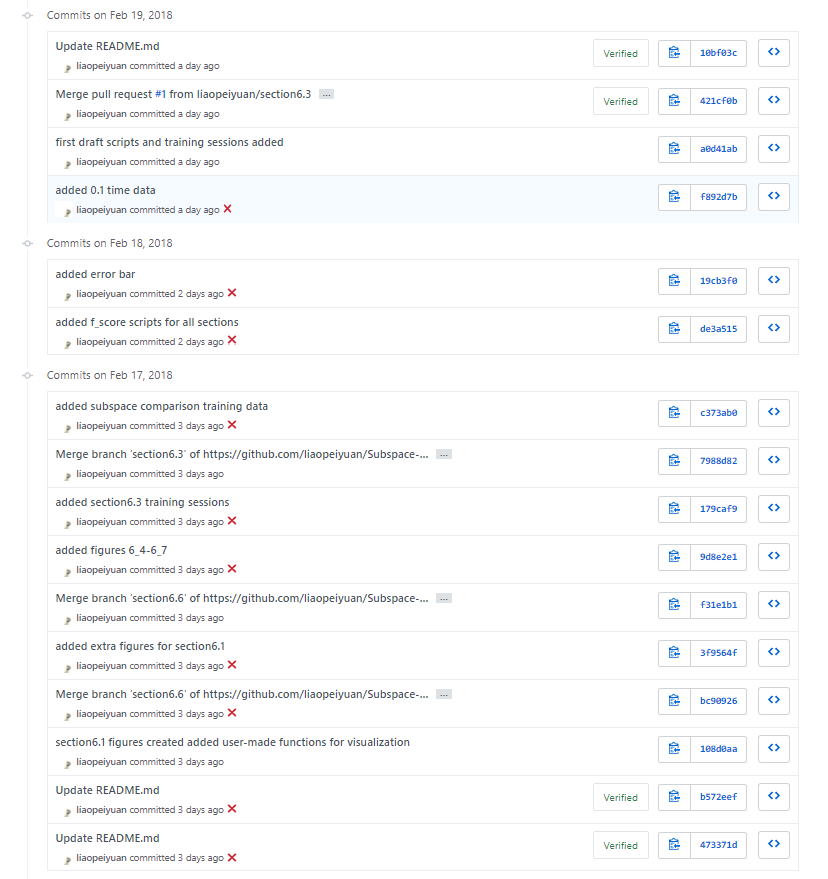 Commits on Feb 19, 2018
Update README.md
Verified
10bf03c
liaopeiyuan committed a day ago
Merge pull request #1 from liaopeiyuan/section6.3 ...
Verified
421cf0b
liaopeiyuan committed a day ago
first draft scripts and training sessions added
a0d41ab
liaopeiyuan committed a day ago
added 0.1 time data
f892d7b
liaopeiyuan committed a day ago
Commits on Feb 18, 2018
added error bar
19cb3f0
liaopeiyuan committed 2 days ago
added f_score scripts for all sections
de3a515
liaopeiyuan committed 2 days ago
Commits on Feb 17, 2018
added subspace comparison training data
c373ab0
liaopeiyuan committed 3 days ago
Merge branch 'section6.3' of https://github.com/liaopeiyuan/Subspace-... ...
7988d82
liaopeiyuan committed 3 days ago
added section6.3 training sessions
179caf9
liaopeiyuan committed 3 days ago
added figures 6_4-6_7
9d8e2e1
liaopeiyuan committed 3 days ago
Merge branch 'section6.6' of https://github.com/liaopeiyuan/Subspace-... ...
f31e1b1
liaopeiyuan committed 3 days ago
added extra figures for section6.1
3f9564f
liaopeiyuan committed 3 days ago
Merge branch 'section6.6' of https://github.com/liaopeiyuan/Subspace-... ...
bc90926
liaopeiyuan committed 3 days ago
section6.1 figures created added user-made functions for visualization
108d0aa
liaopeiyuan committed 3 days ago
Update README.md
Verified
b572eef
liaopeiyuan committed 3 days ago
Update README.md
Verified
473371d
liaopeiyuan committed 3 days ago